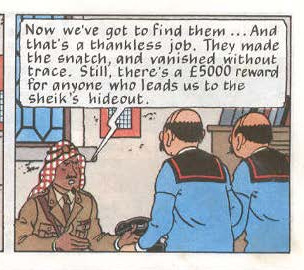 Now we've got to find them ... And
that's a thankless job. They made
the snatch, and vanished without
trace. Still, there's a £5000 reward
for anyone who leads us to the
sheik's hideout.